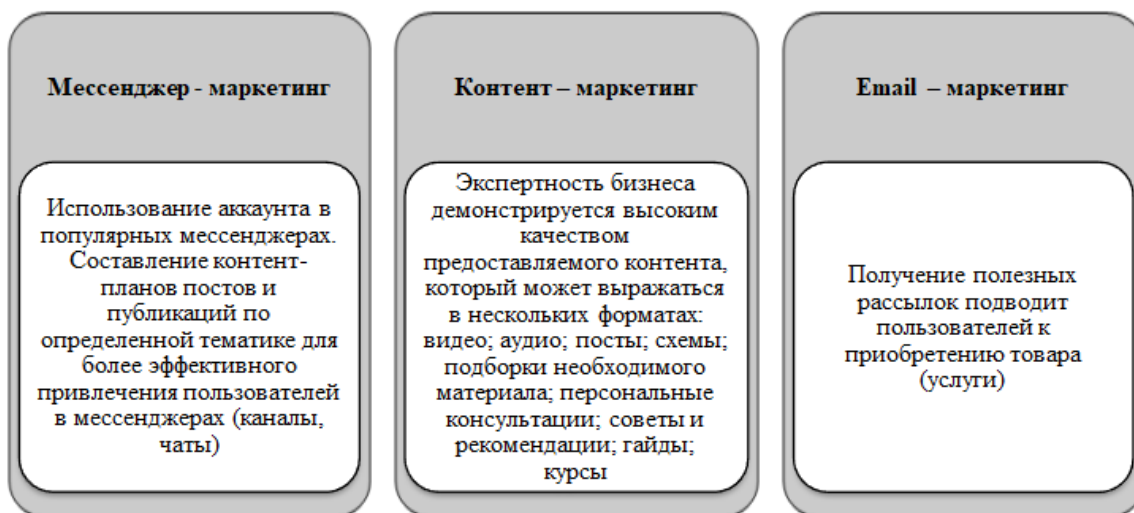 Мессенджер - маркетинг
Использование аккаунта в
популярных мессенджерах.
Составление контент-
планов постов и
публикаций по
определенной тематике для
более эффективного
привлечения пользователей
в мессенджерах (каналы,
чаты)
Контент – маркетинг
Экспертность бизнеса
демонстрируется высоким
качеством
предоставляемого контента,
который может выражаться
в нескольких форматах:
видео; аудио; посты; схемы;
подборки необходимого
материала; персональные
консультации; советы и
рекомендации; гайды;
курсы
Email – маркетинг
Получение полезных
рассылок подводит
пользователей к
приобретению товара
(услуги)